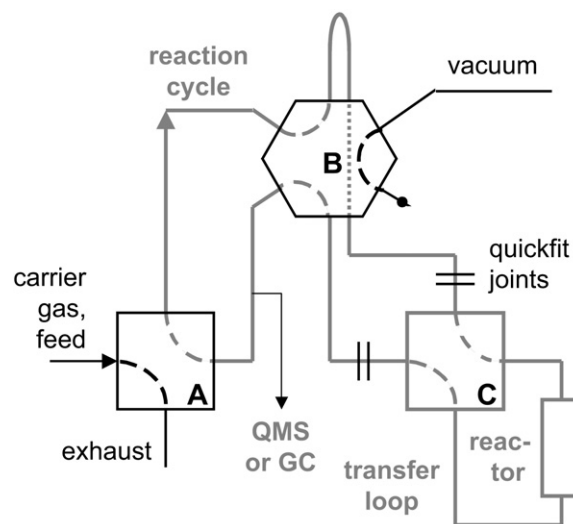 reaction
cycle
vacuum
B
quickfit
joints
carrier
gas,
feed
A
C
exhaust
QMS
or GC
transfer
loop
reac-
tor